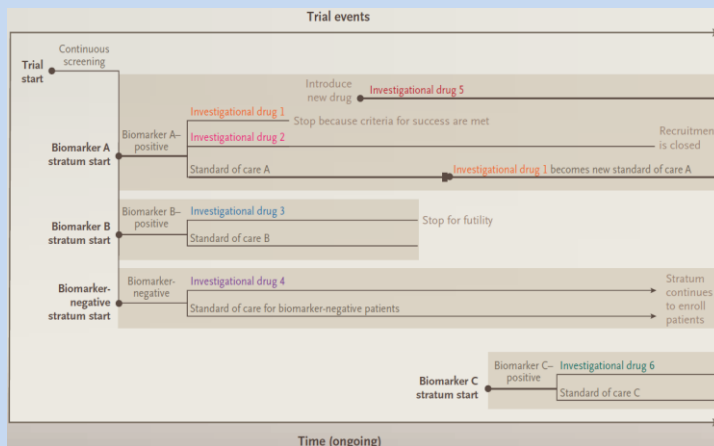 Trial events
Continuous
screening
Trial
start
Introduce
new drug
Investigational drug 5
Investigational drug 1
Stop because criteria for success are met
Biomarker A–
positive
Investigational drug 2
Recruitmen
is closed
Biomarker A
stratum start
Standard of care A
Investigational drug 1 becomes new standard of care A
Biomarker B–
positive
Investigational drug 3
Stop for futility
Biomarker B
stratum start
Standard of care B
Biomarker-
negative
Investigational drug 4
Stratum
continues
to enroll
patients
Biomarker-
negative
stratum start
Standard of care for biomarker-negative patients
Biomarker C–
positive
Investigational drug 6
Biomarker C
stratum start
Standard of care C
Time (ongoing)